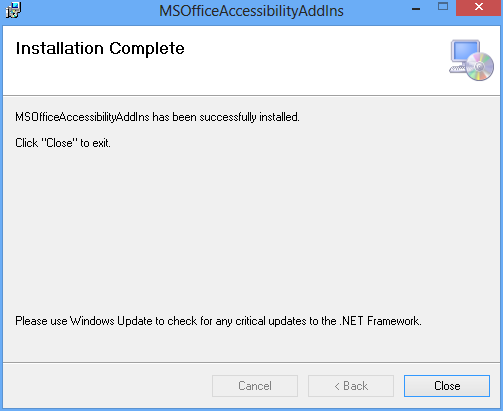 MSOfficeAccessibilityAddIns
Installation Complete
MSOfficeAccessibilityAddIns has been successfully installed.
Click "Close" to exit.
Please use Windows Update to check for any critical updates to the .NET Framework.
Cancel
< Back
Close